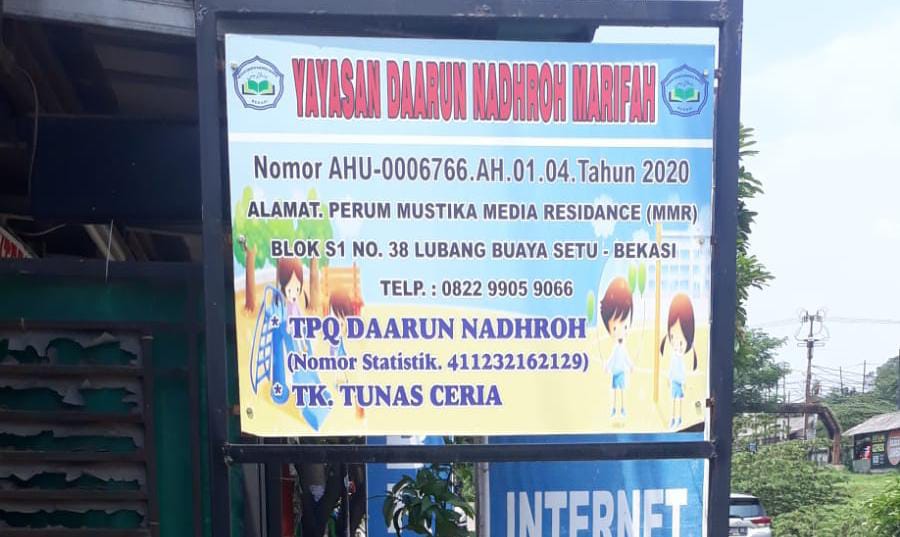 YAYASAN DAARUN NADHROH MARIFAH
Nomor AHU-0006766.AH.01.04.Tahun 2020
ALAMAT. PERUM MUSTIKA MEDIA RESIDANCE (MMR)
BLOK S1 NO. 38 LUBANG BUAYA SETU - BEKASI
TELP. : 0822 9905 9066
* TPQ DAARUN NADHROH
(Nomor Statistik. 411232162129)
* TK. TUNAS CERIA
INTERNET